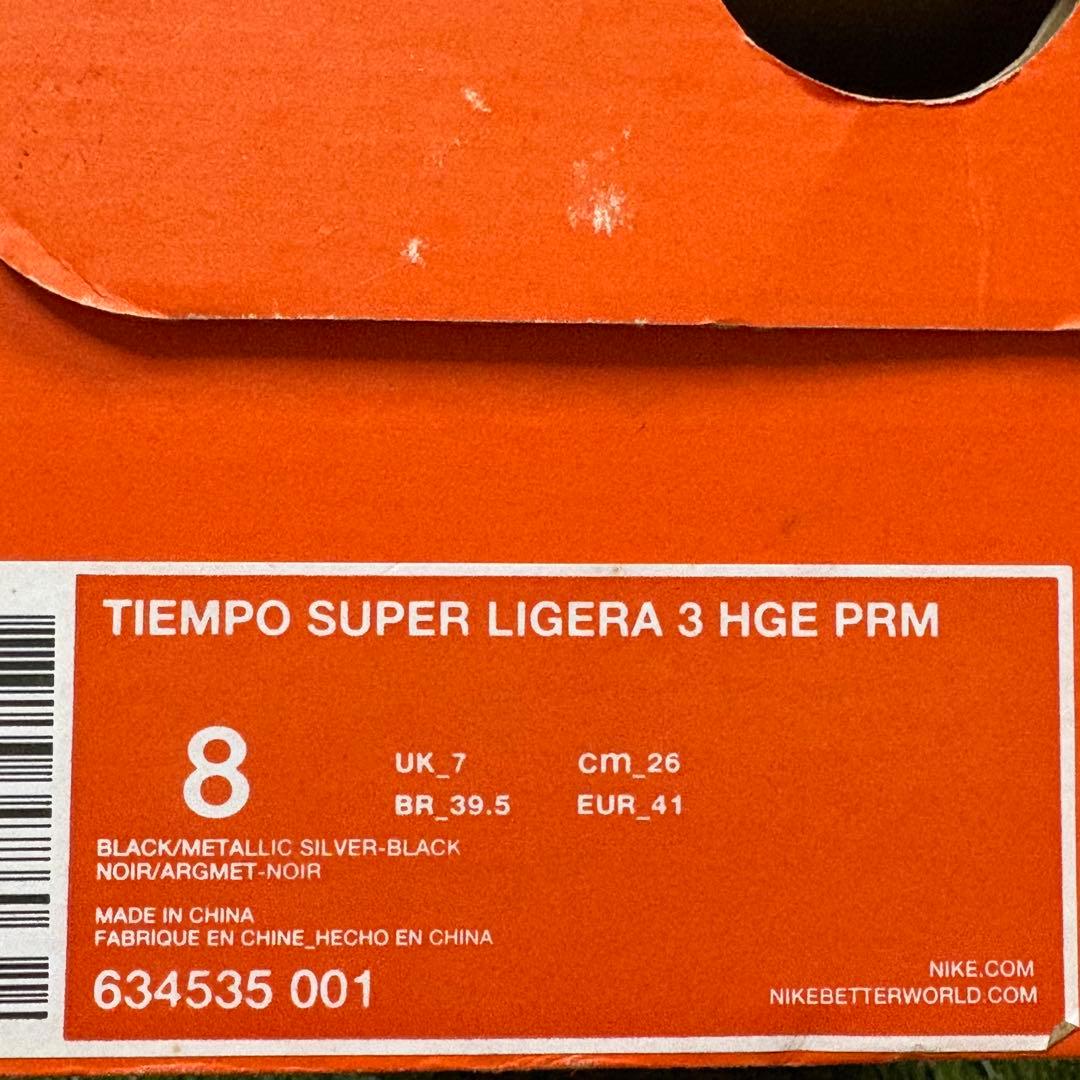 TIEMPO SUPER LIGERA 3 HGE PRM
8
UK_7 cm_26
BR_39.5 EUR_41
BLACK/METALLIC SILVER-BLACK
NOIR/ARGMET-NOIR
MADE IN CHINA
FABRIQUE EN CHINE_HECHO EN CHINA
634535 001
NIKE.COM
NIKEBETTERWORLD.COM